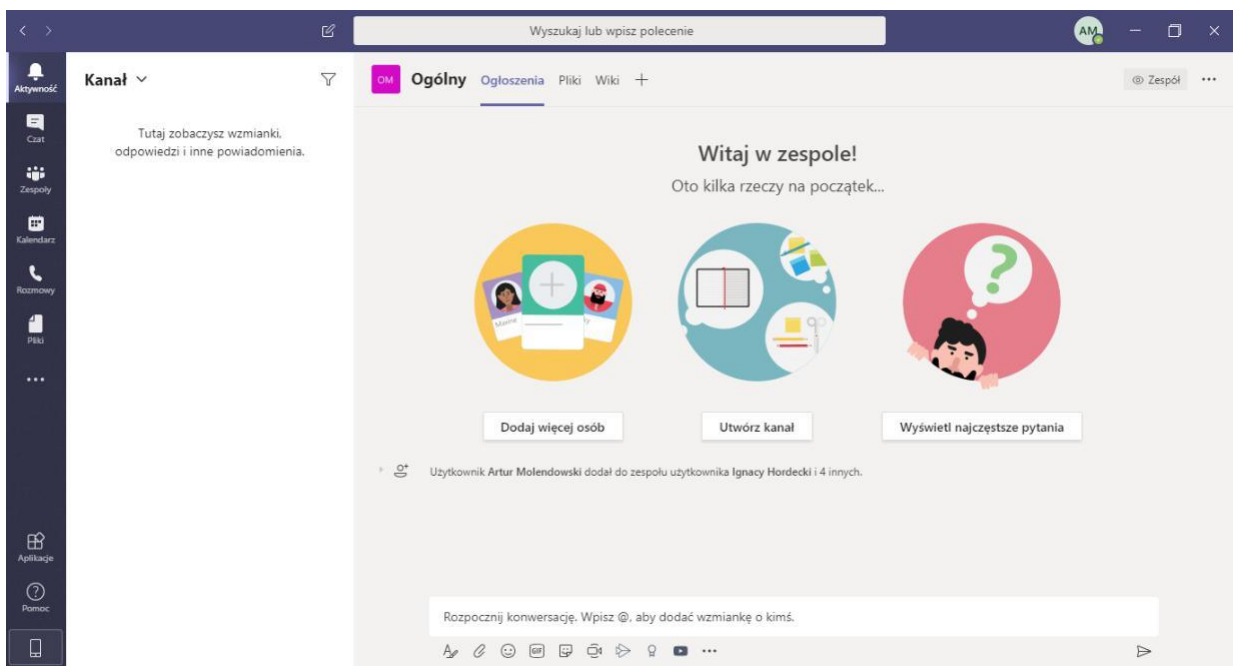 Wyszukaj lub wpisz polecenie
AM
Aktywność
Czat
Zespoły
Kalendarz
Rozmowy
Pliki
Aplikacje
Pomoc
Kanał
Tutaj zobaczysz wzmianki,
odpowiedzi i inne powiadomienia.
OM Ogólny Ogłoszenia Pliki Wiki
Zespół
Witaj w zespole!
Oto kilka rzeczy na początek...
Maxine
Dodaj więcej osób
Utwórz kanał
?
Wyświetl najczęstsze pytania
Użytkownik Artur Molendowski dodał do zespołu użytkownika Ignacy Hordecki i 4 innych.
Rozpocznij konwersację. Wpisz @, aby dodać wzmiankę o kimś.
GIF